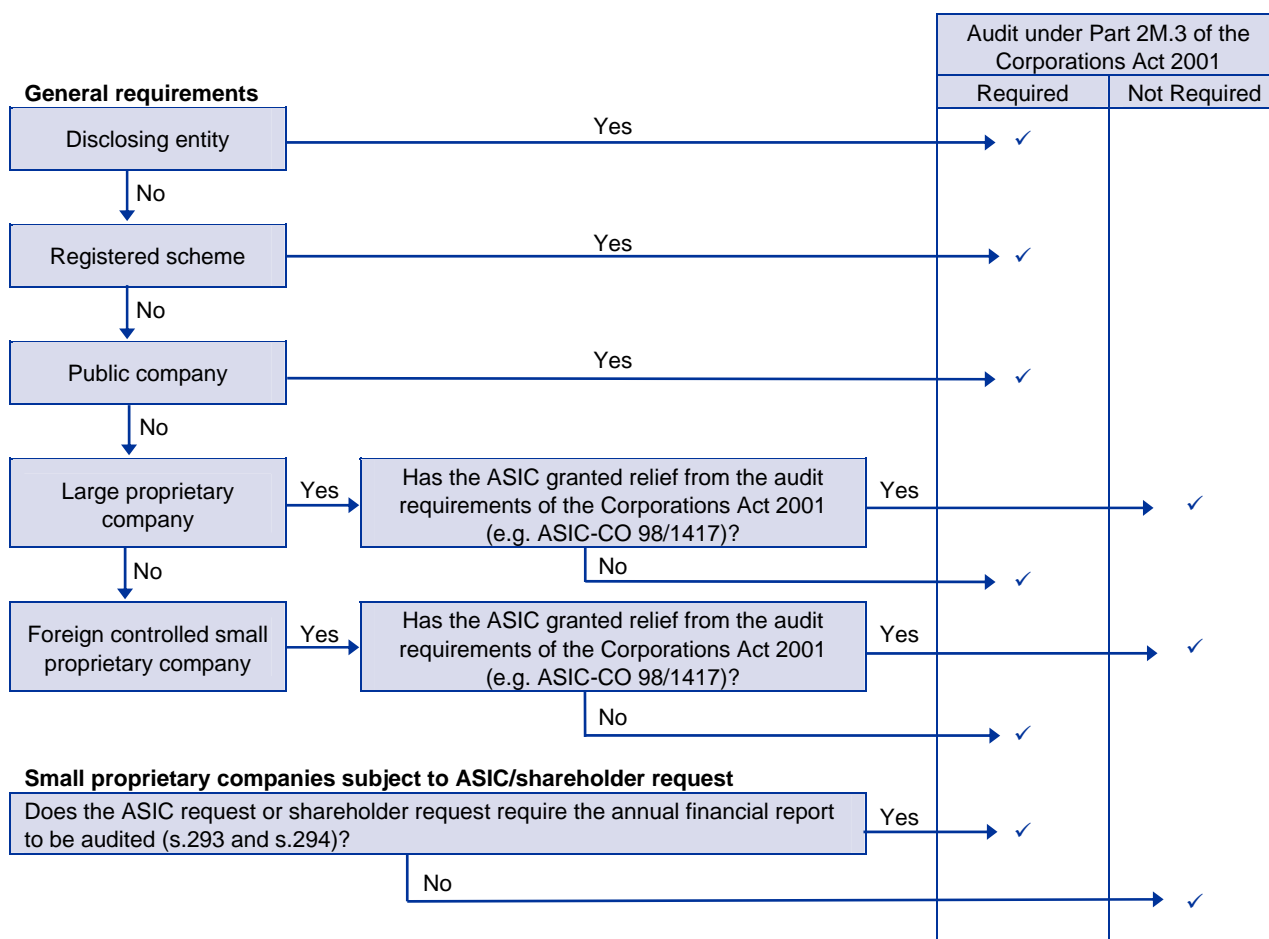 Audit under Part 2M.3 of the
Corporations Act 2001
General requirements
Required
Not Required
Disclosing entity
Yes
✓
No
Registered scheme
Yes
✓
No
Public company
Yes
✓
No
Large proprietary
company
Yes
Has the ASIC granted relief from the audit
requirements of the Corporations Act 2001
(e.g. ASIC-CO 98/1417)?
Yes
✓
No
✓
No
Foreign controlled small
proprietary company
Yes
Has the ASIC granted relief from the audit
requirements of the Corporations Act 2001
(e.g. ASIC-CO 98/1417)?
Yes
✓
No
✓
Small proprietary companies subject to ASIC/shareholder request
Does the ASIC request or shareholder request require the annual financial report
to be audited (s.293 and s.294)?
Yes
✓
No
✓